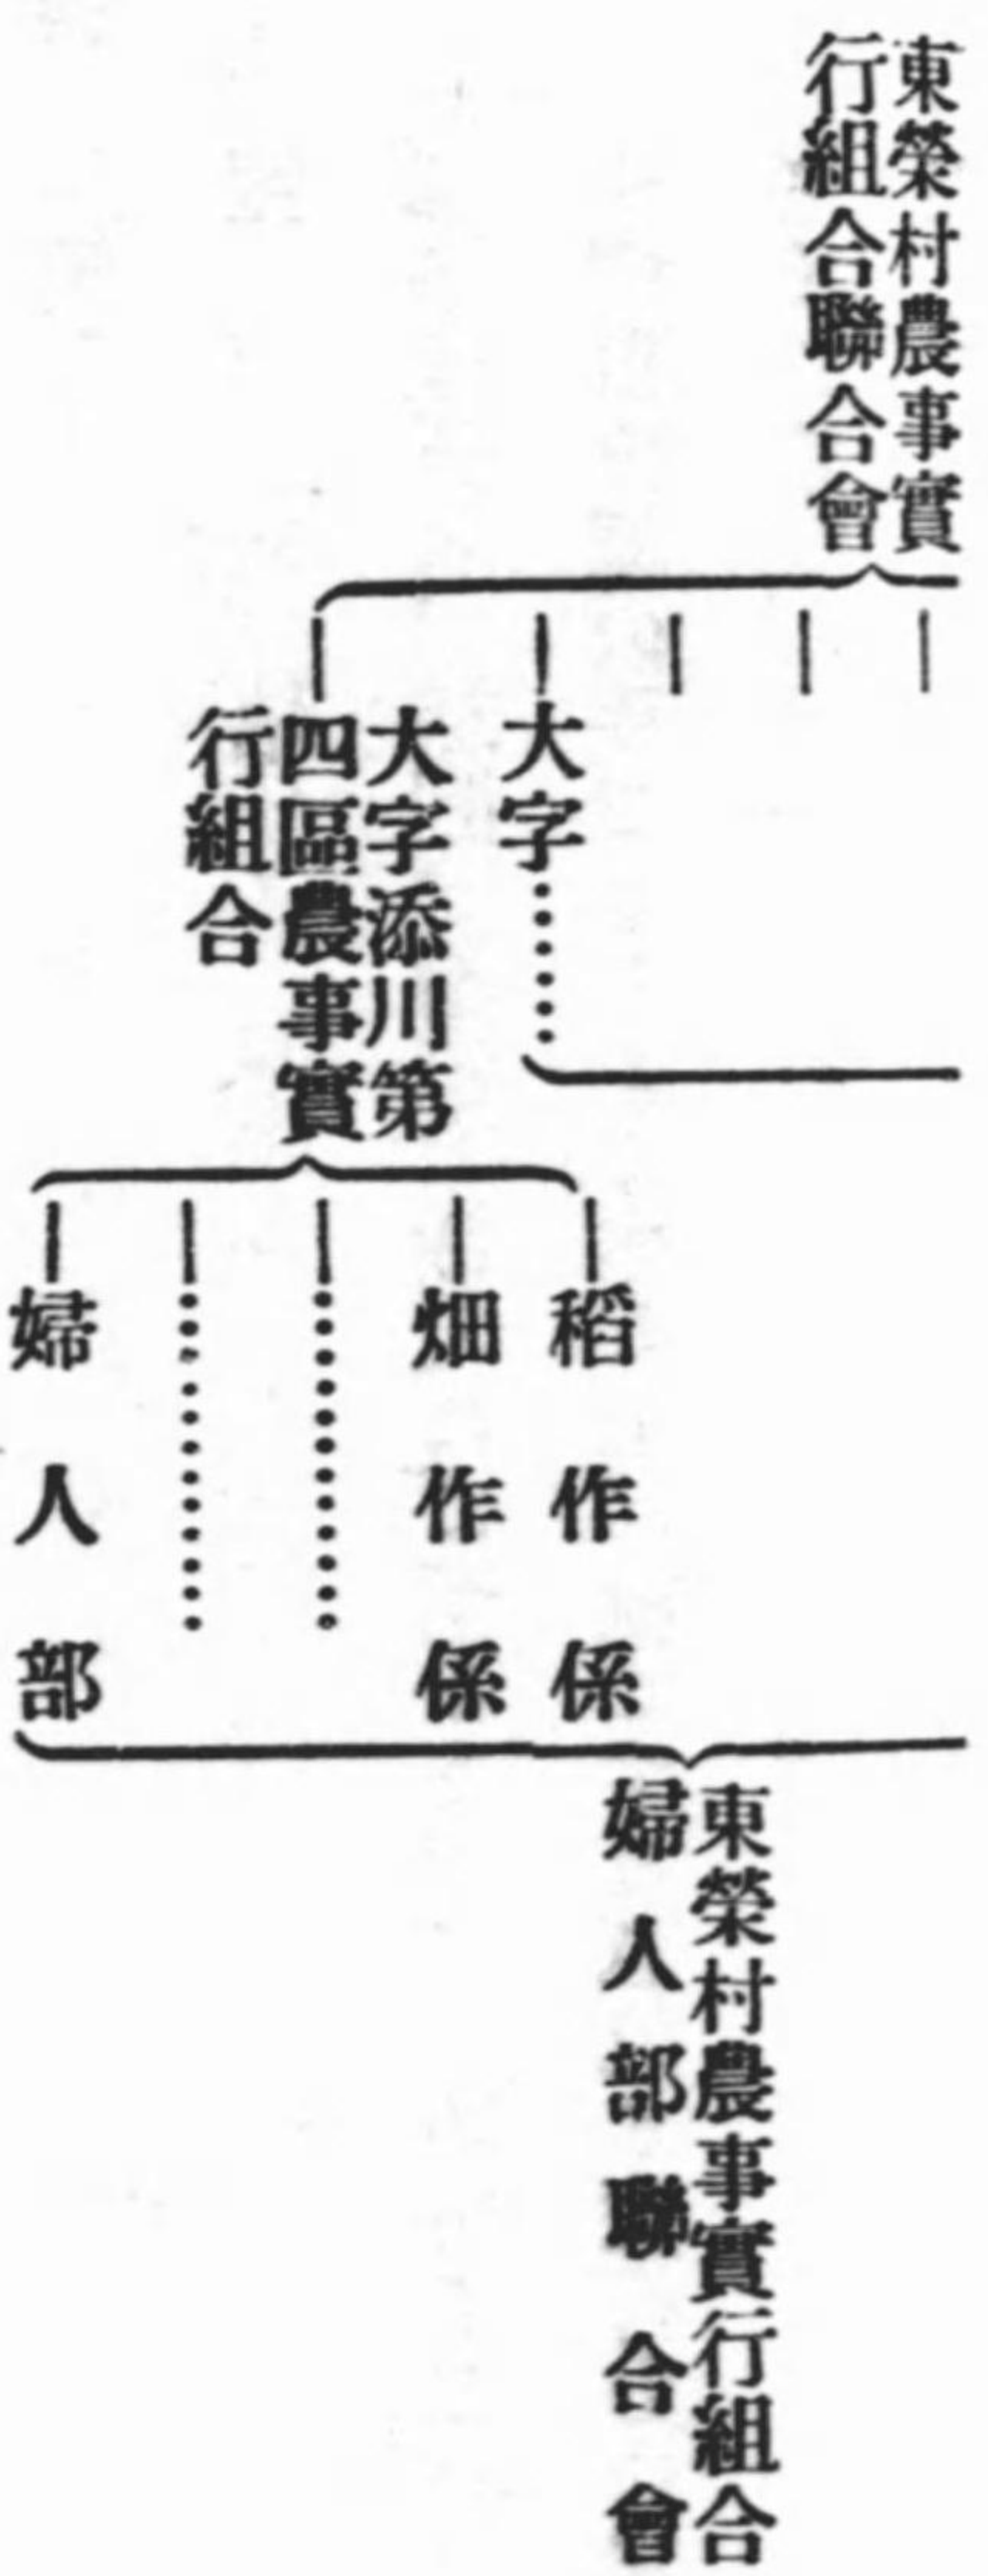 東榮村農事實
行組合聯合會
大字……
大字添川第
四區農事實
行組合
稻作係
畑作係
…………
…………
婦人部
東榮村農事實行組合
婦人部聯合會